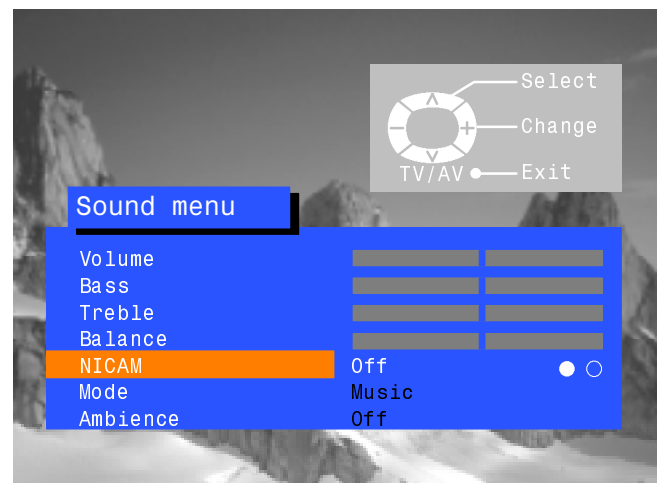 Select
Change
TV/AV Exit
Sound menu
Volume
Bass
Treble
Balance
NICAM Off
Mode Music
Ambience Off